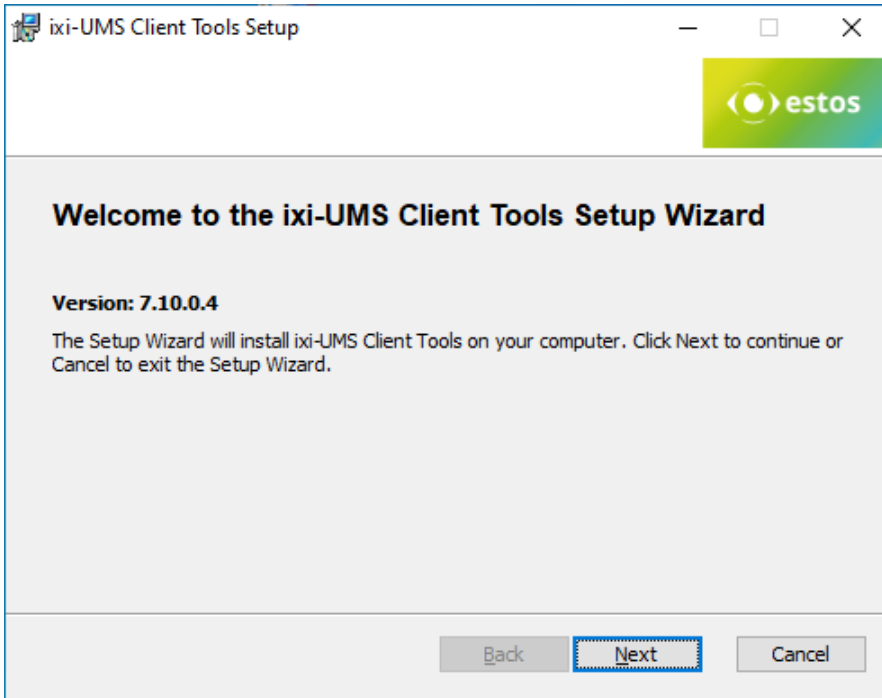 ixi-UMS Client Tools Setup
estos
Welcome to the ixi-UMS Client Tools Setup Wizard
Version: 7.10.0.4
The Setup Wizard will install ixi-UMS Client Tools on your computer. Click Next to continue or
Cancel to exit the Setup Wizard.
Back
Next
Cancel